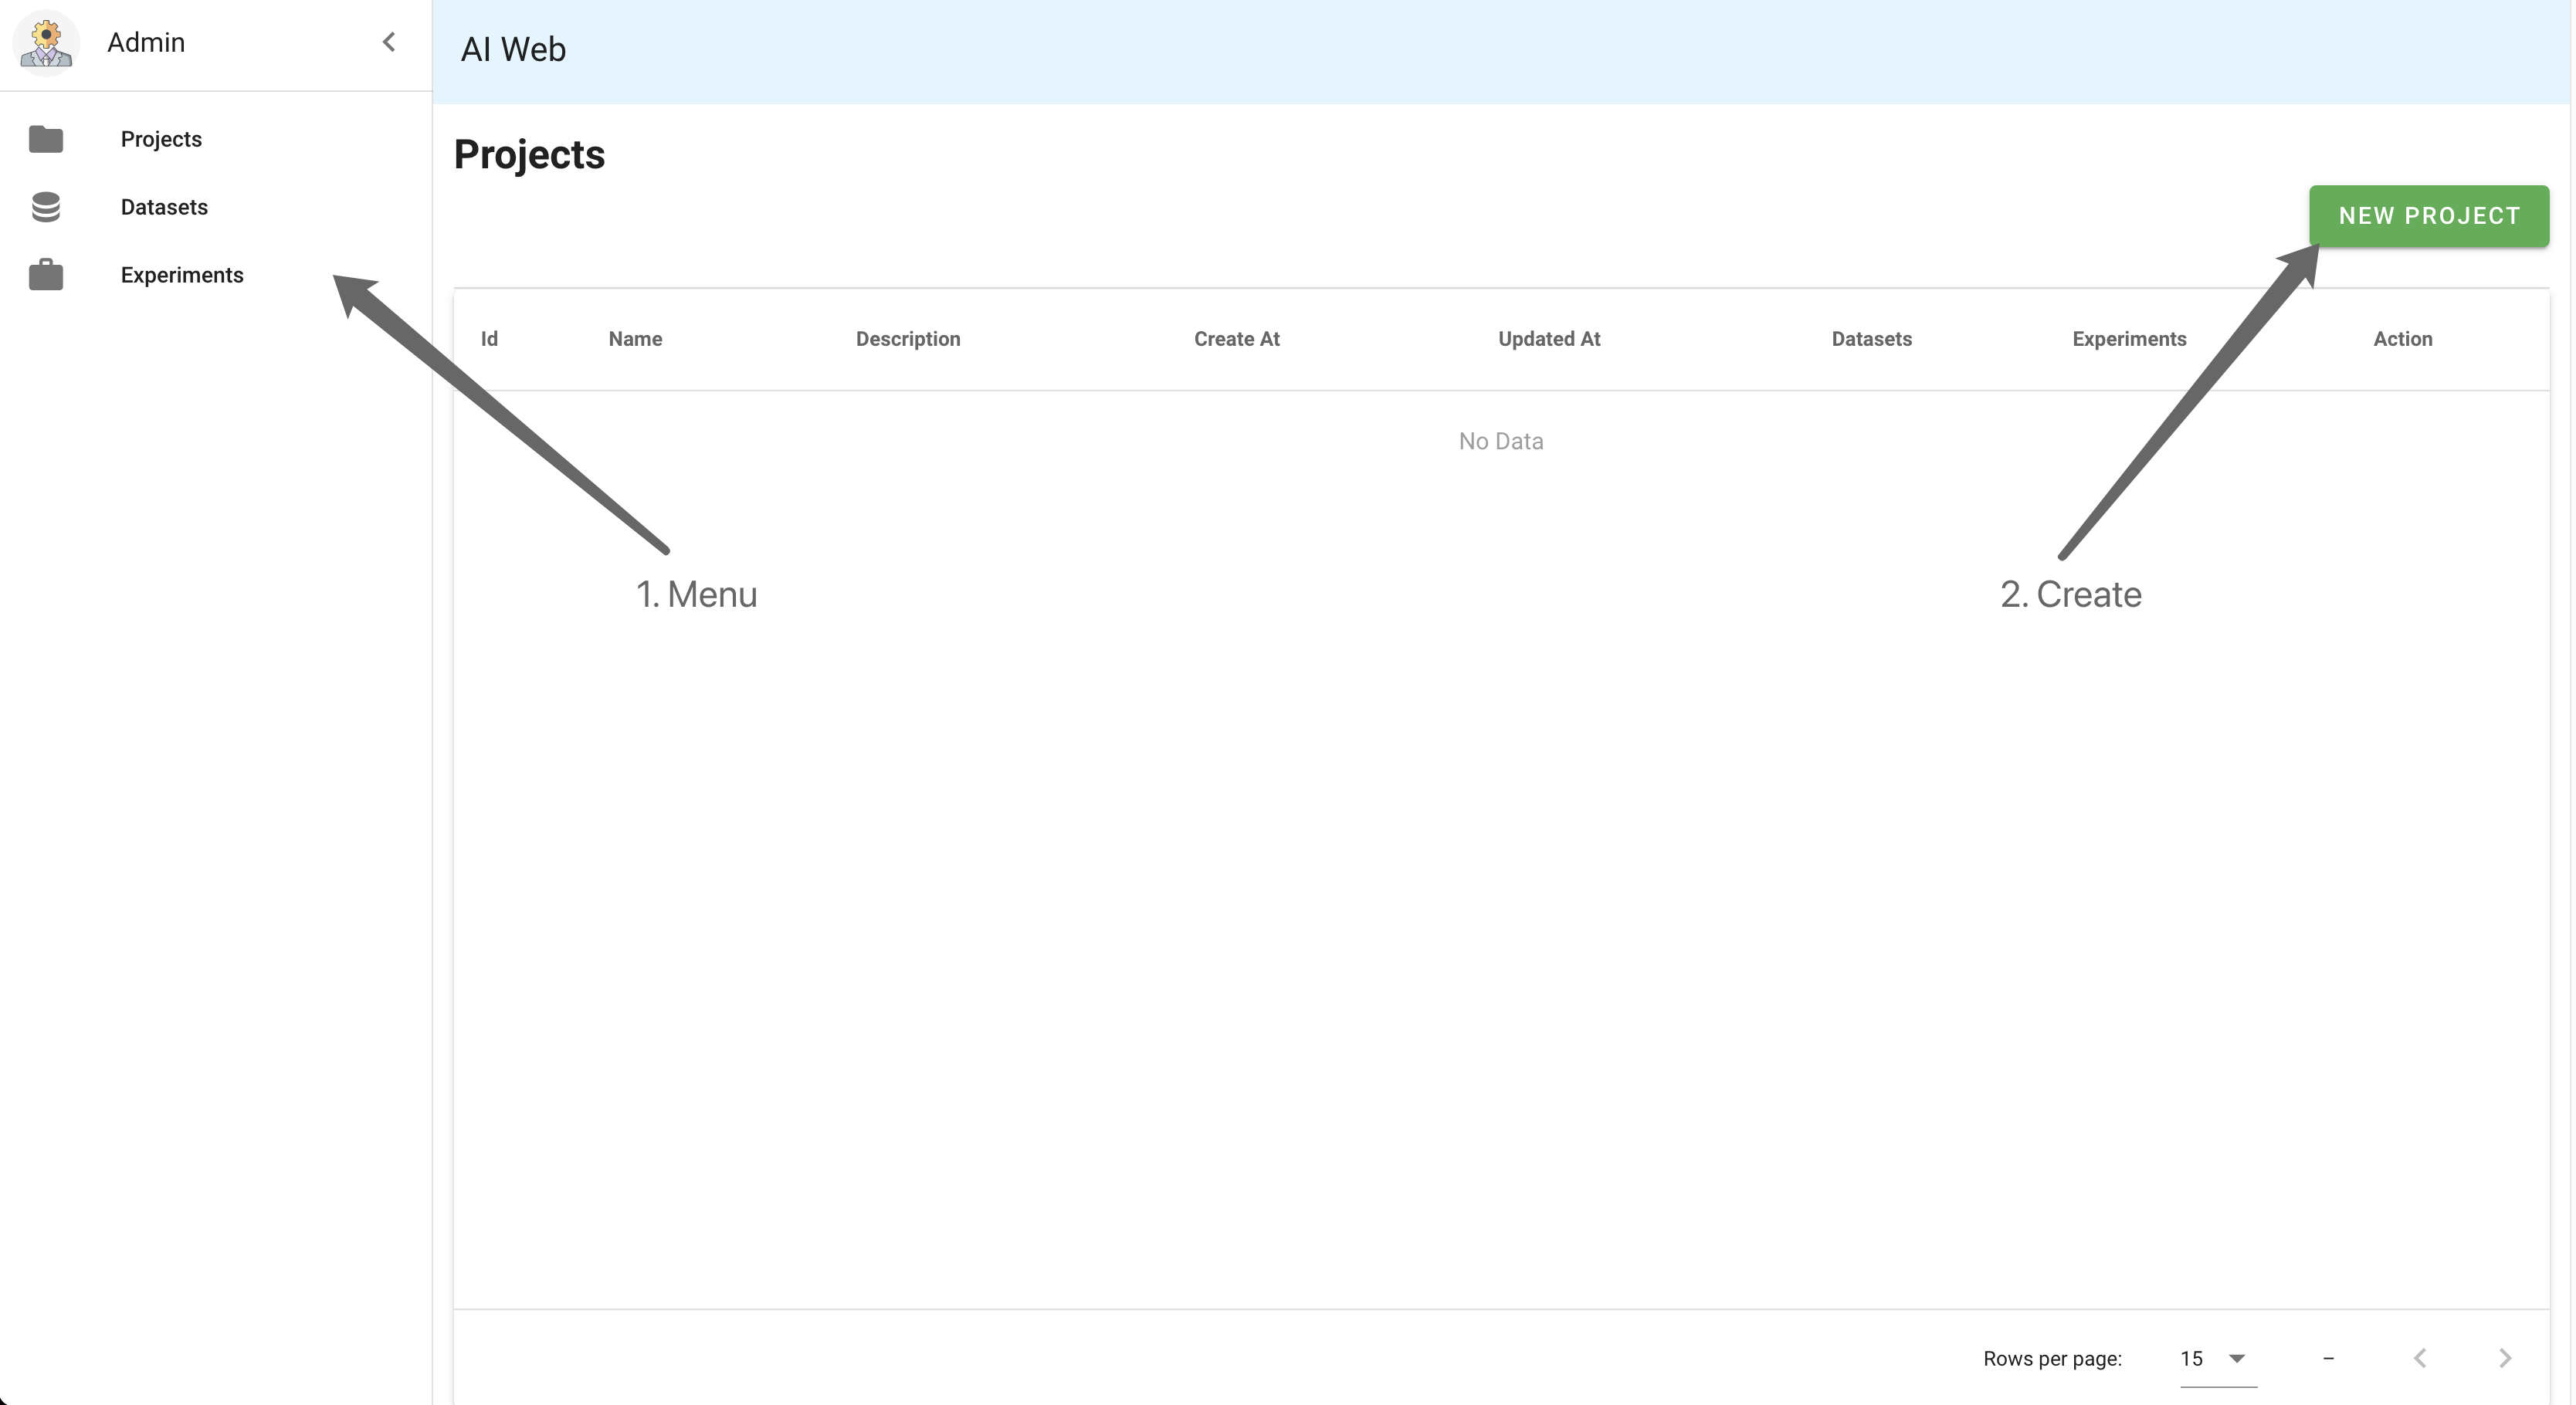 Admin
AI Web
Projects
Datasets
Experiments
Projects
NEW PROJECT
Id Name Description Create At Updated At Datasets Experiments Action
No Data
1. Menu
2. Create
Rows per page: 15 –